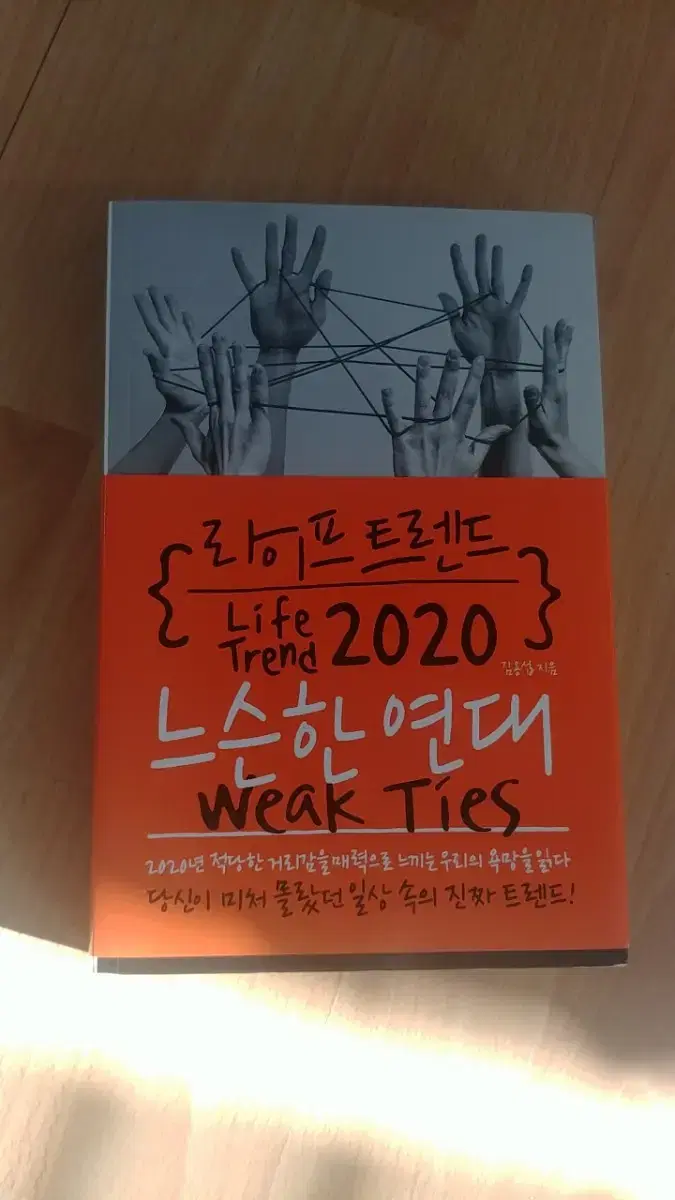 라이프 트렌드
Life Trend 2020
김용섭 지음
느슨한 연대
Weak Ties
2020년 적당한 거리감을 매력으로 느끼는 우리의 욕망을 읽다
당신이 미처 몰랐던 일상 속의 진짜 트렌드!